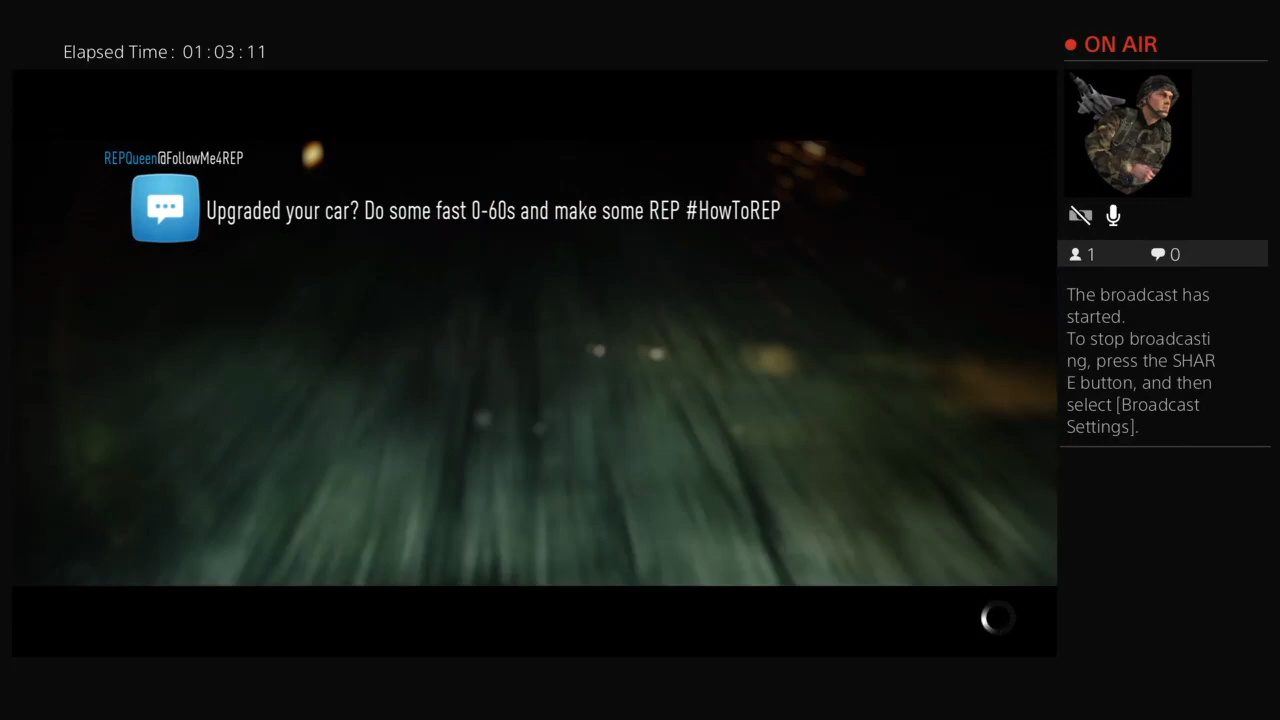 Elapsed Time: 01:03:11
ON AIR
REPQueen@FollowMe4REP
Upgraded your car? Do some fast 0-60s and make some REP #HowToREP
1 0
The broadcast has
started.
To stop broadcasti
ng, press the SHAR
E button, and then
select [Broadcast
Settings].